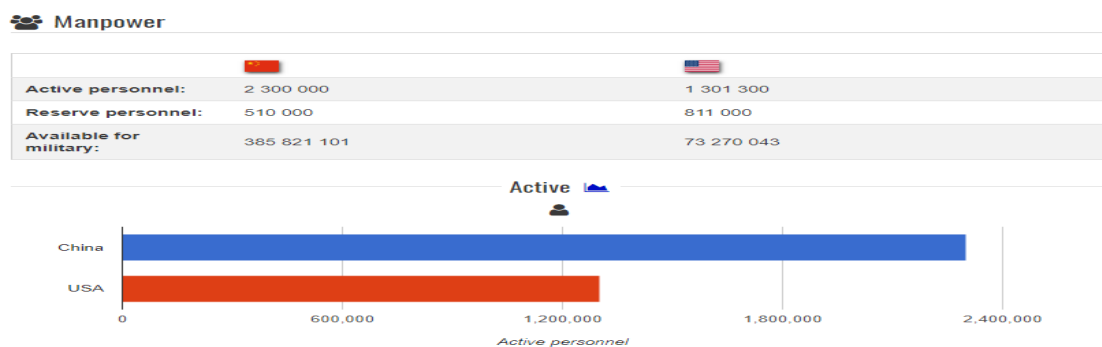 Manpower
Active personnel: 2 300 000 1 301 300
Reserve personnel: 510 000 811 000
Available for
military: 385 821 101 73 270 043
Active
China
USA
0 600,000 1,200,000 1,800,000 2,400,000
Active personnel